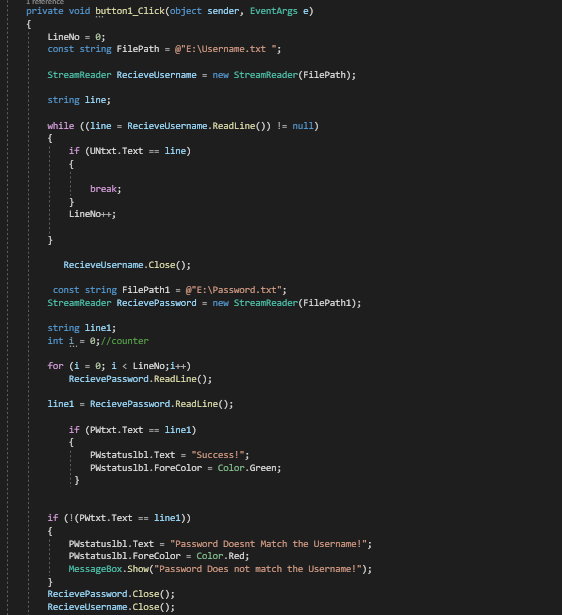 1 reference
private void button1_Click(object sender, EventArgs e)
{
LineNo = 0;
const string FilePath = @"E:\Username.txt ";
StreamReader RecieveUsername = new StreamReader(FilePath);
string line;
while ((line = RecieveUsername.ReadLine()) != null)
{
if (UNtxt.Text == line)
{
break;
}
LineNo++;
}
RecieveUsername.Close();
const string FilePath1 = @"E:\Password.txt";
StreamReader RecievePassword = new StreamReader(FilePath1);
string line1;
int i = 0;//counter
for (i = 0; i < LineNo;i++)
RecievePassword.ReadLine();
line1 = RecievePassword.ReadLine();
if (PWtxt.Text == line1)
{
PWstatuslbl.Text = "Success!";
PWstatuslbl.ForeColor = Color.Green;
}
if (!(PWtxt.Text == line1))
{
PWstatuslbl.Text = "Password Doesnt Match the Username!";
PWstatuslbl.ForeColor = Color.Red;
MessageBox.Show("Password Does not match the Username!");
}
RecievePassword.Close();
RecieveUsername.Close();